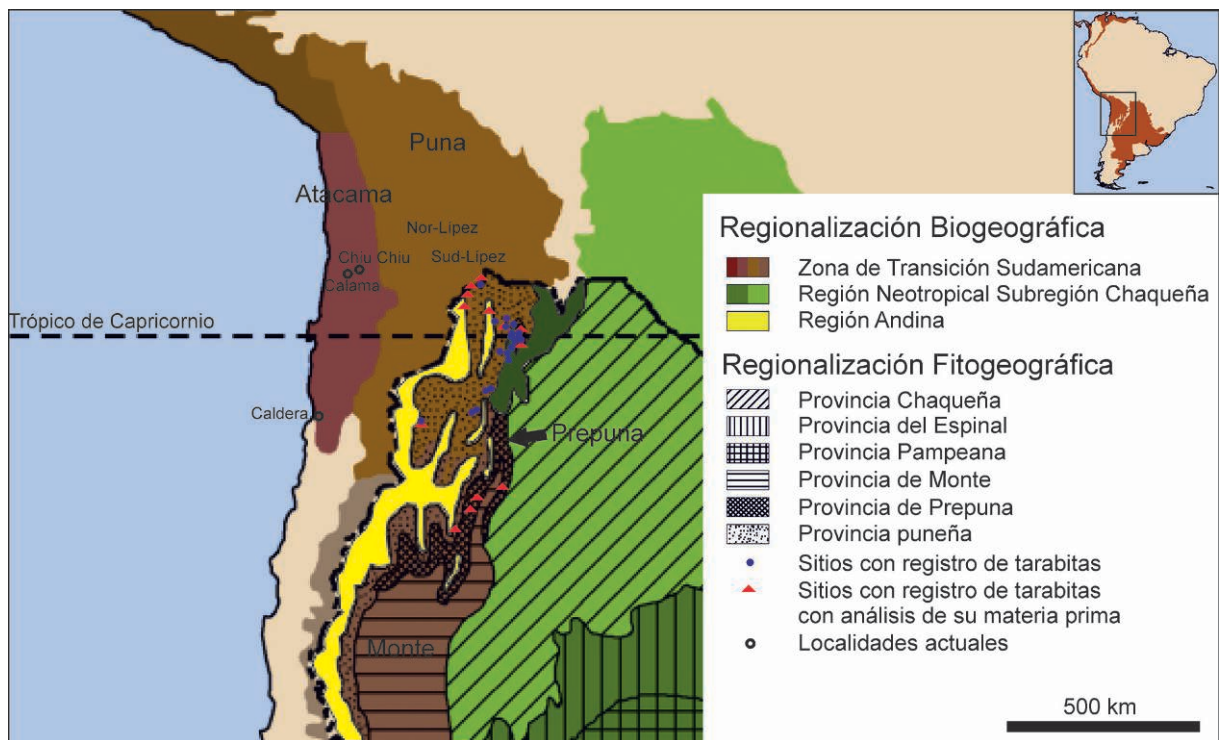 Puna
Atacama
Nor-Lípez
Chiu Chiu
Sud-Lípez
Calama
Trópico de Capricornio
Caldera
Prepuna
Monte
Regionalización Biogeográfica
Zona de Transición Sudamericana
Región Neotropical Subregión Chaqueña
Región Andina
Regionalización Fitogeográfica
Provincia Chaqueña
Provincia del Espinal
Provincia Pampeana
Provincia de Monte
Provincia de Prepuna
Provincia puneña
Sitios con registro de tarabitas
Sitios con registro de tarabitas
con análisis de su materia prima
Localidades actuales
500 km